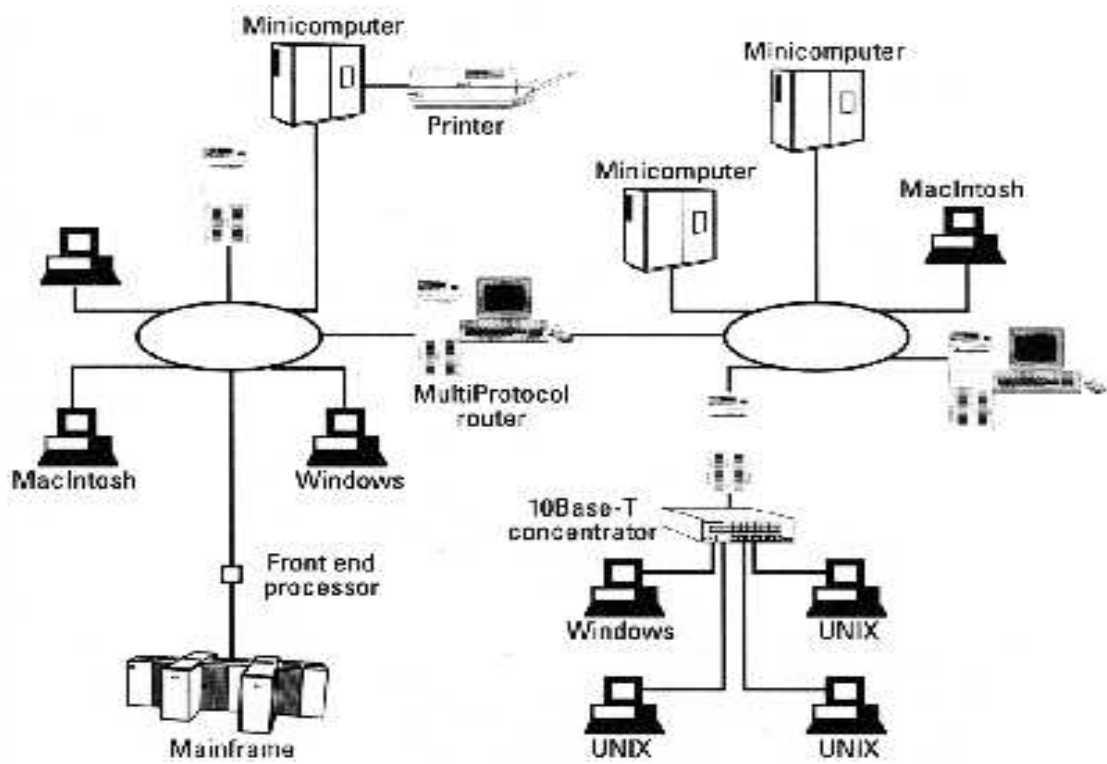 Minicomputer
Minicomputer
Printer
Minicomputer
MacIntosh
MultiProtocol
router
MacIntosh
Windows
10Base-T
concentrator
Front end
processor
Windows
UNIX
Mainframe
UNIX
UNIX